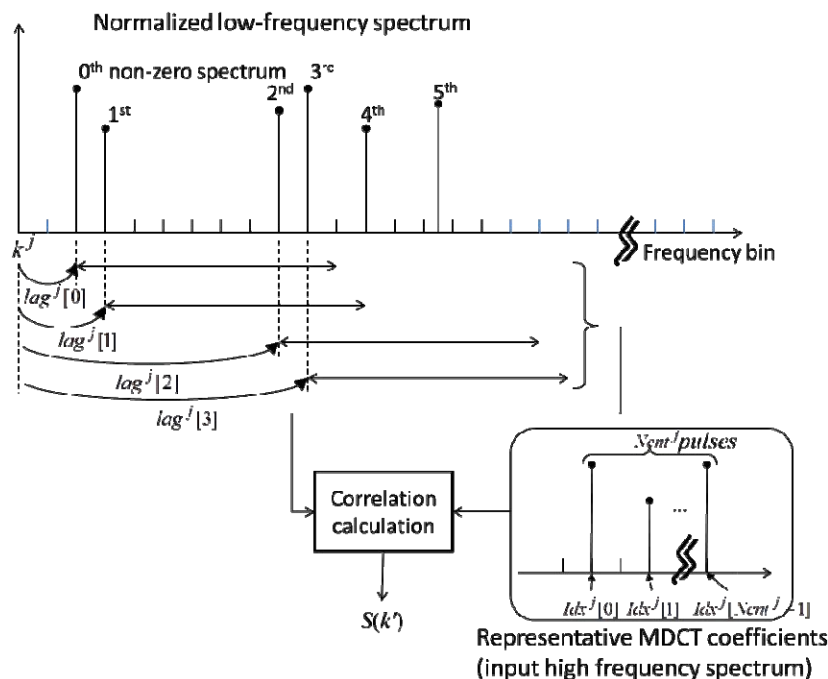 Normalized low-frequency spectrum
0th non-zero spectrum
1st
2nd
3rc
4th
5th
k^j
Frequency bin
lag^j[0]
lag^j[1]
lag^j[2]
lag^j[3]
Ncnt^j pulses
Correlation
calculation
...
Idx^j[0] Idx^j[1] Idx^j[Ncnt^j-1]
S(k')
Representative MDCT coefficients
(input high frequency spectrum)